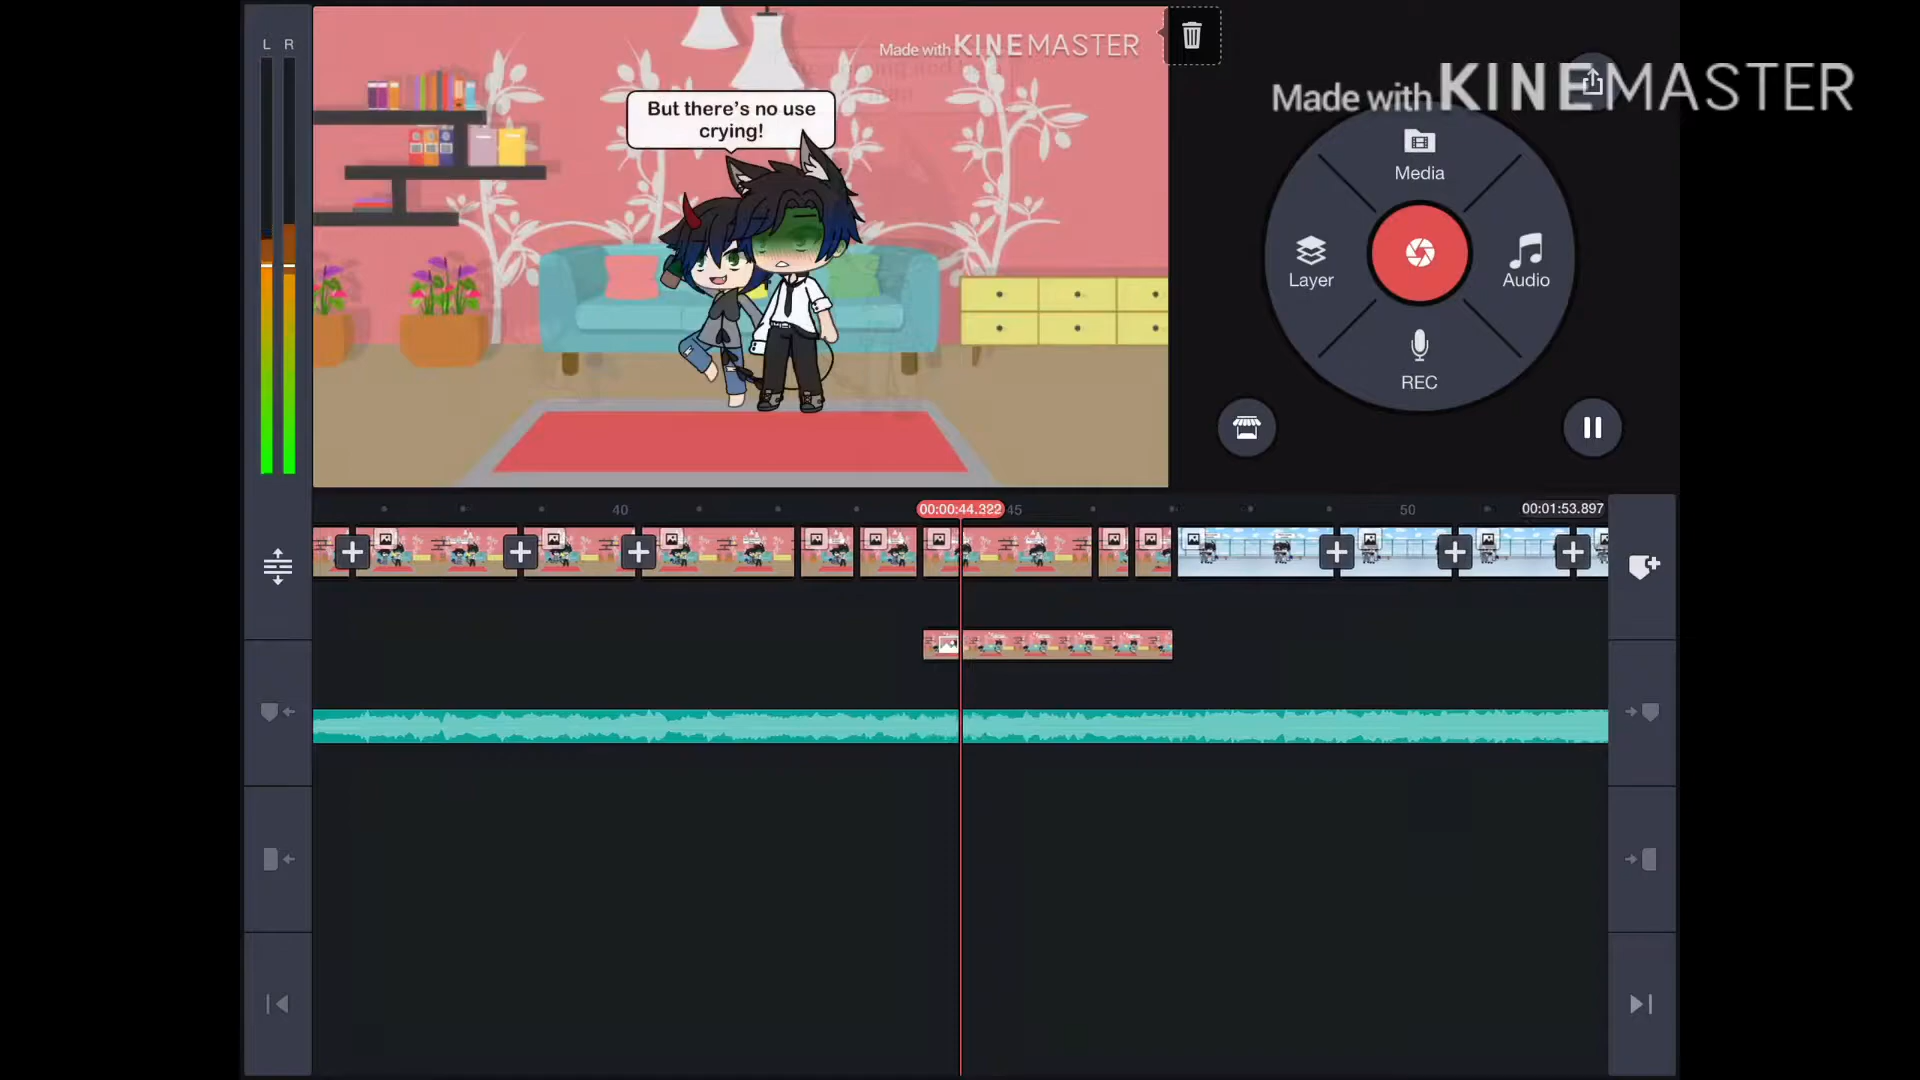 L R
Made with KINEMASTER
Made with KINEMASTER
But there's no use
crying!
Media
Layer
Audio
REC
40
00:00:44.322
45
50
00:01:53.897